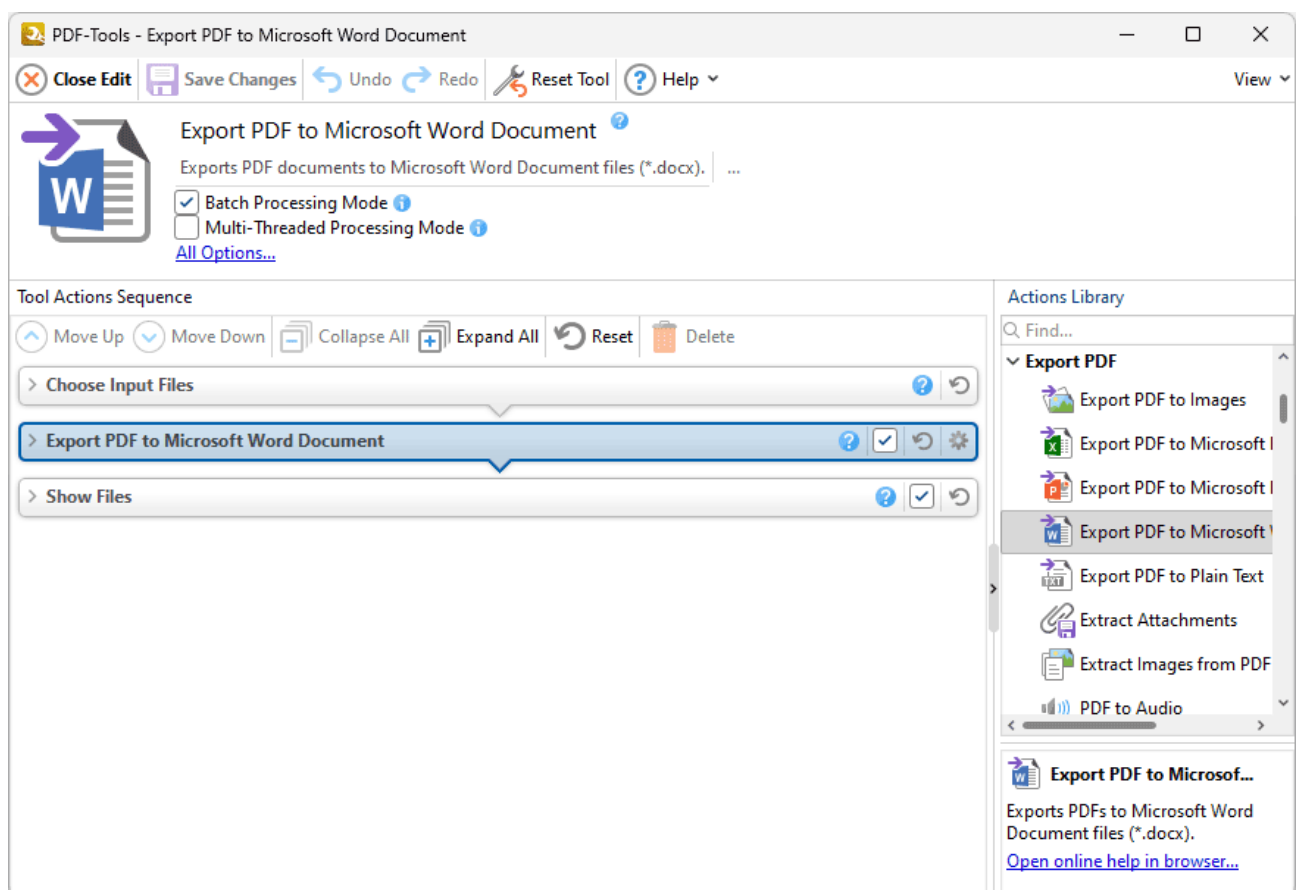 PDF-Tools - Export PDF to Microsoft Word Document
Close Edit Save Changes Undo Redo Reset Tool Help View
Export PDF to Microsoft Word Document
Exports PDF documents to Microsoft Word Document files (*.docx). ...
Batch Processing Mode
Multi-Threaded Processing Mode
All Options...
Tool Actions Sequence
Move Up Move Down Collapse All Expand All Reset Delete
Choose Input Files
Export PDF to Microsoft Word Document
Show Files
Actions Library
Find...
Export PDF
Export PDF to Images
Export PDF to Microsoft
Export PDF to Microsoft
Export PDF to Microsoft
Export PDF to Plain Text
Extract Attachments
Extract Images from PDF
PDF to Audio
Export PDF to Microsof...
Exports PDFs to Microsoft Word
Document files (*.docx).
Open online help in browser...